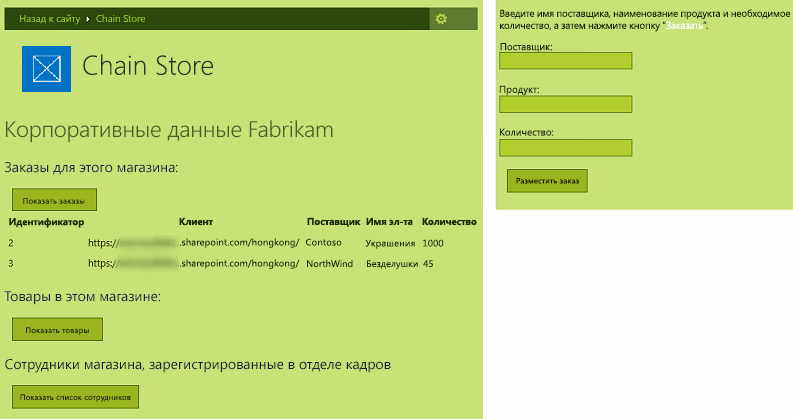 Назад к сайту ▸ Chain Store
Chain Store
Корпоративные данные Fabrikam
Заказы для этого магазина:
Показать заказы
Идентификатор Клиент Поставщик Имя эл-та Количество
2 https:// .sharepoint.com/hongkong/ Contoso Украшения 1000
3 https:// .sharepoint.com/hongkong/ NorthWind Безделушки 45
Товары в этом магазине:
Показать товары
Сотрудники магазина, зарегистрированные в отделе кадров
Показать список сотрудников
Введите имя поставщика, наименование продукта и необходимое
количество, а затем нажмите кнопку "Заказать".
Поставщик:
Продукт:
Количество:
Разместить заказ